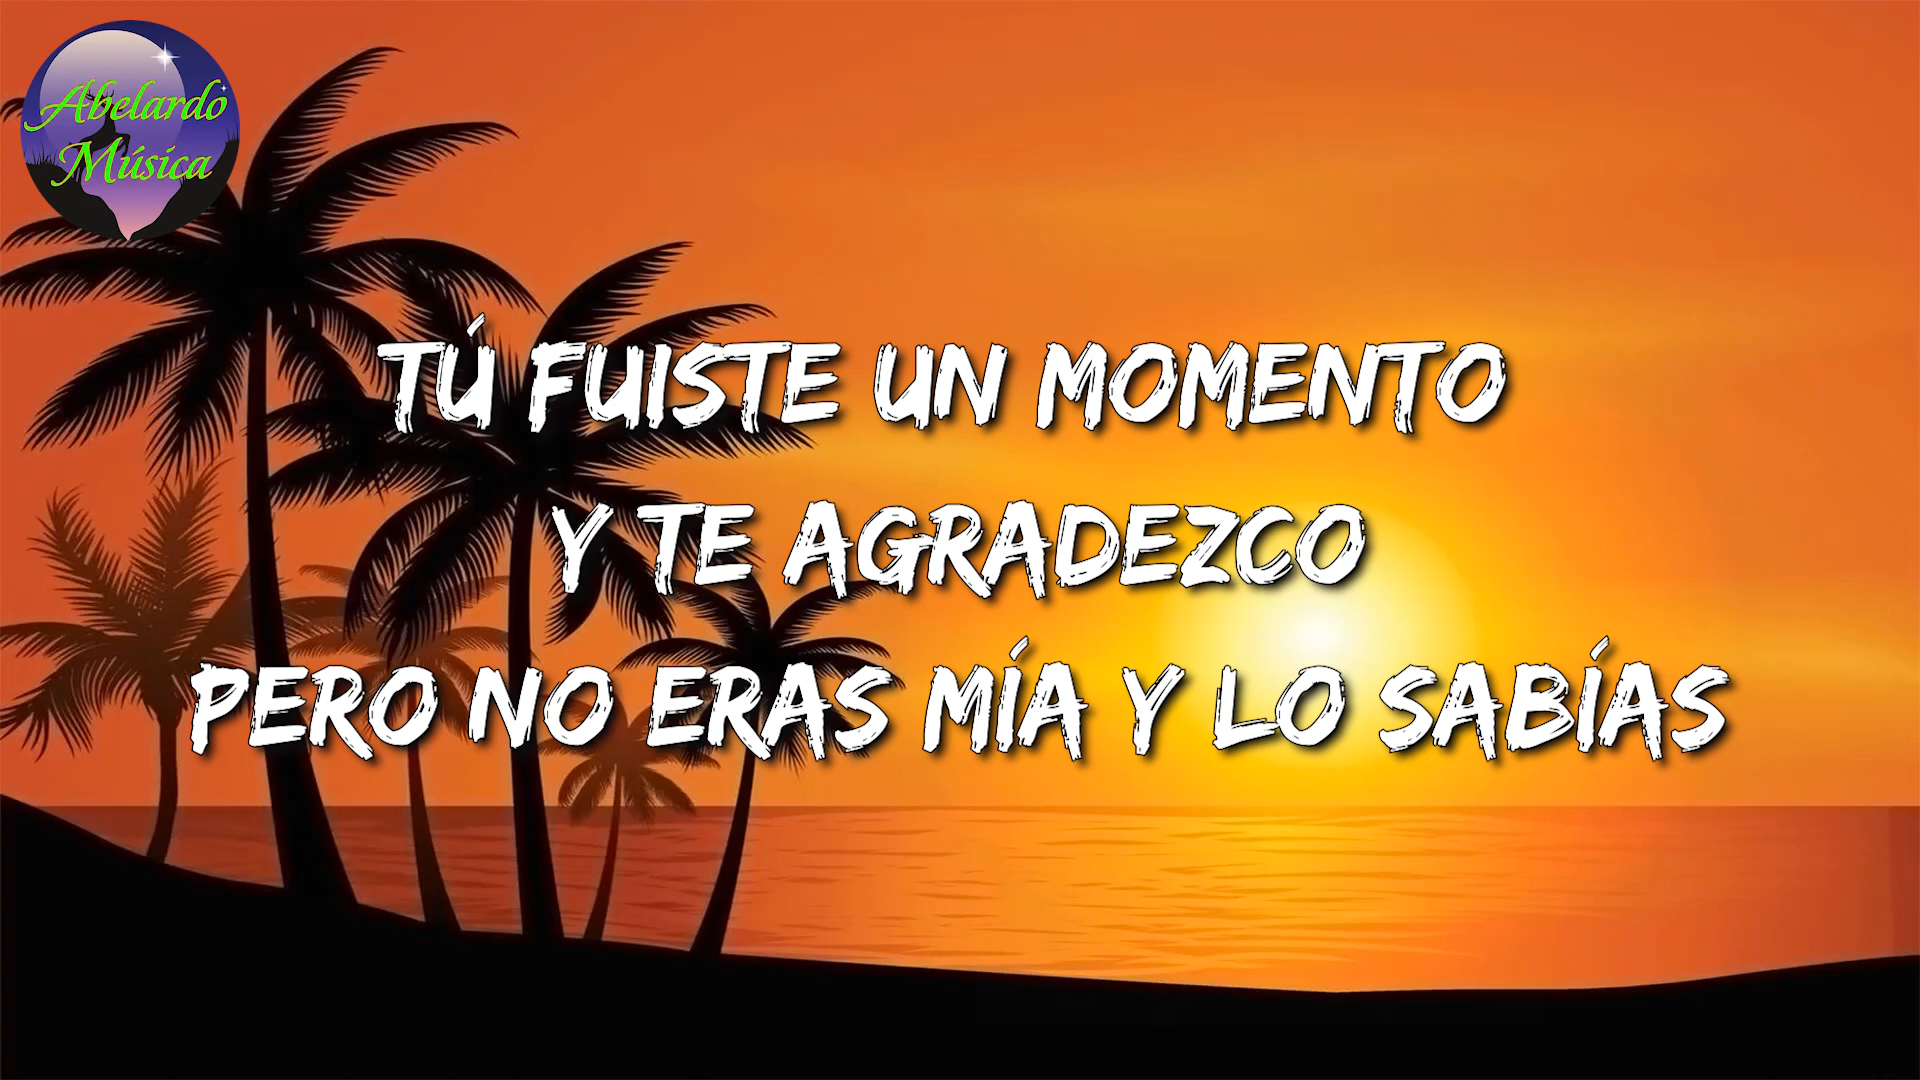 Abelardo
Música
TÚ FUISTE UN MOMENTO
Y TE AGRADEZCO
PERO NO ERAS MÍA Y LO SABÍAS